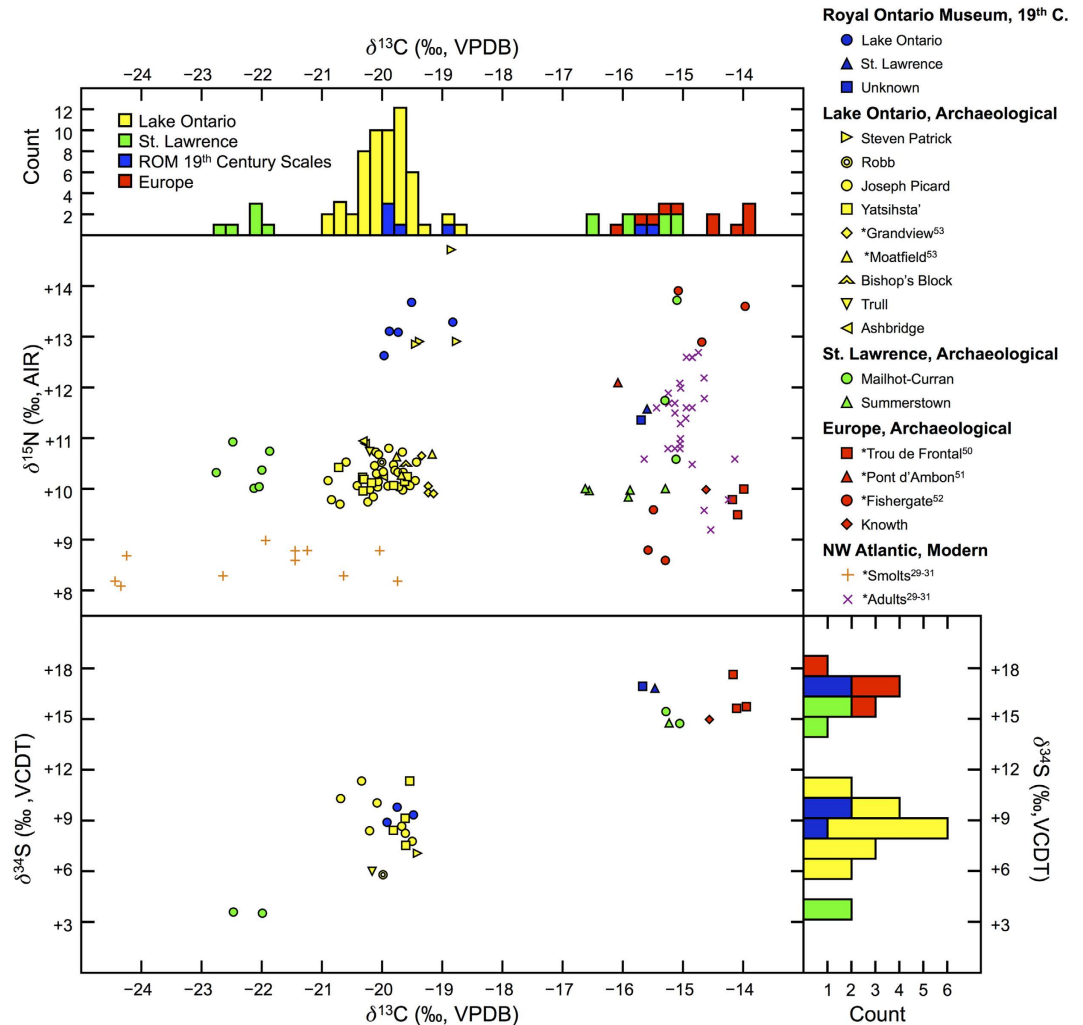 δ13C (‰, VPDB)
−24 −23 −22 −21 −20 −19 −18 −17 −16 −15 −14
Count
12
10
8
6
4
2
Lake Ontario
St. Lawrence
ROM 19th Century Scales
Europe
δ15N (‰, AIR)
+14
+13
+12
+11
+10
+9
+8
δ34S (‰ ,VCDT)
+18
+15
+12
+9
+6
+3
−24 −23 −22 −21 −20 −19 −18 −17 −16 −15 −14
δ13C (‰, VPDB)
+18
+15
+12
+9
+6
+3
δ34S (‰,VCDT)
1 2 3 4 5 6
Count
Royal Ontario Museum, 19th C.
Lake Ontario
St. Lawrence
Unknown
Lake Ontario, Archaeological
Steven Patrick
Robb
Joseph Picard
Yatsihsta'
*Grandview53
*Moatfield53
Bishop's Block
Trull
Ashbridge
St. Lawrence, Archaeological
Mailhot-Curran
Summerstown
Europe, Archaeological
*Trou de Frontal50
*Pont d'Ambon51
*Fishergate52
Knowth
NW Atlantic, Modern
*Smolts29-31
*Adults29-31